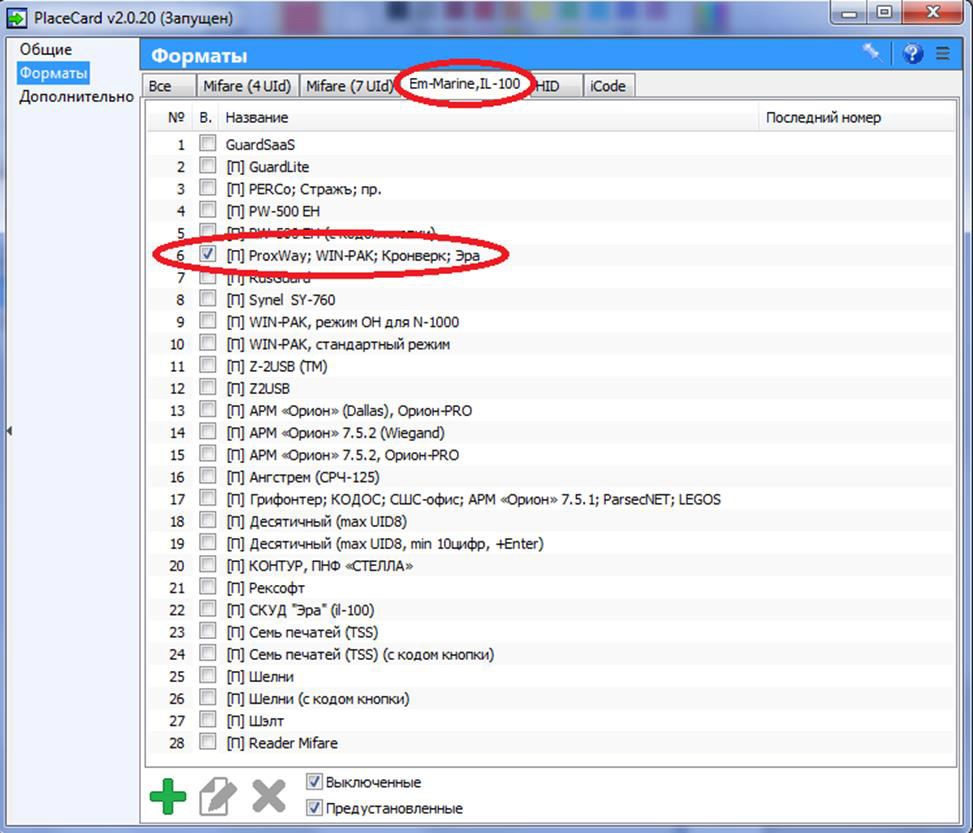 PlaceCard v2.0.20 (Запущен)
Общие
Форматы
Дополнительно
Форматы
Все Mifare (4 UId) Mifare (7 UId) Em-Marine,IL-100 HID iCode
№ В. Название Последний номер
1 GuardSaaS
2 [П] GuardLite
3 [П] PERCo; Стражъ; пр.
4 [П] PW-500 EH
5 [П] PW-500 EH (с кодом кнопки)
6 [П] ProxWay; WIN-PAK; Кронверк; Эра
7 [П] RusGuard
8 [П] Synel SY-760
9 [П] WIN-PAK, режим ОН для N-1000
10 [П] WIN-PAK, стандартный режим
11 [П] Z-2USB (TM)
12 [П] Z2USB
13 [П] АРМ «Орион» (Dallas), Орион-PRO
14 [П] АРМ «Орион» 7.5.2 (Wiegand)
15 [П] АРМ «Орион» 7.5.2, Орион-PRO
16 [П] Ангстрем (СРЧ-125)
17 [П] Грифонтер; КОДОС; СШС-офис; АРМ «Орион» 7.5.1; ParsecNET; LEGOS
18 [П] Десятичный (max UID8)
19 [П] Десятичный (max UID8, min 10цифр, +Enter)
20 [П] КОНТУР, ПНФ «СТЕЛЛА»
21 [П] Рексофт
22 [П] СКУД "Эра" (il-100)
23 [П] Семь печатей (TSS)
24 [П] Семь печатей (TSS) (с кодом кнопки)
25 [П] Шелни
26 [П] Шелни (с кодом кнопки)
27 [П] Шэлт
28 [П] Reader Mifare
Выключенные
Предустановленные